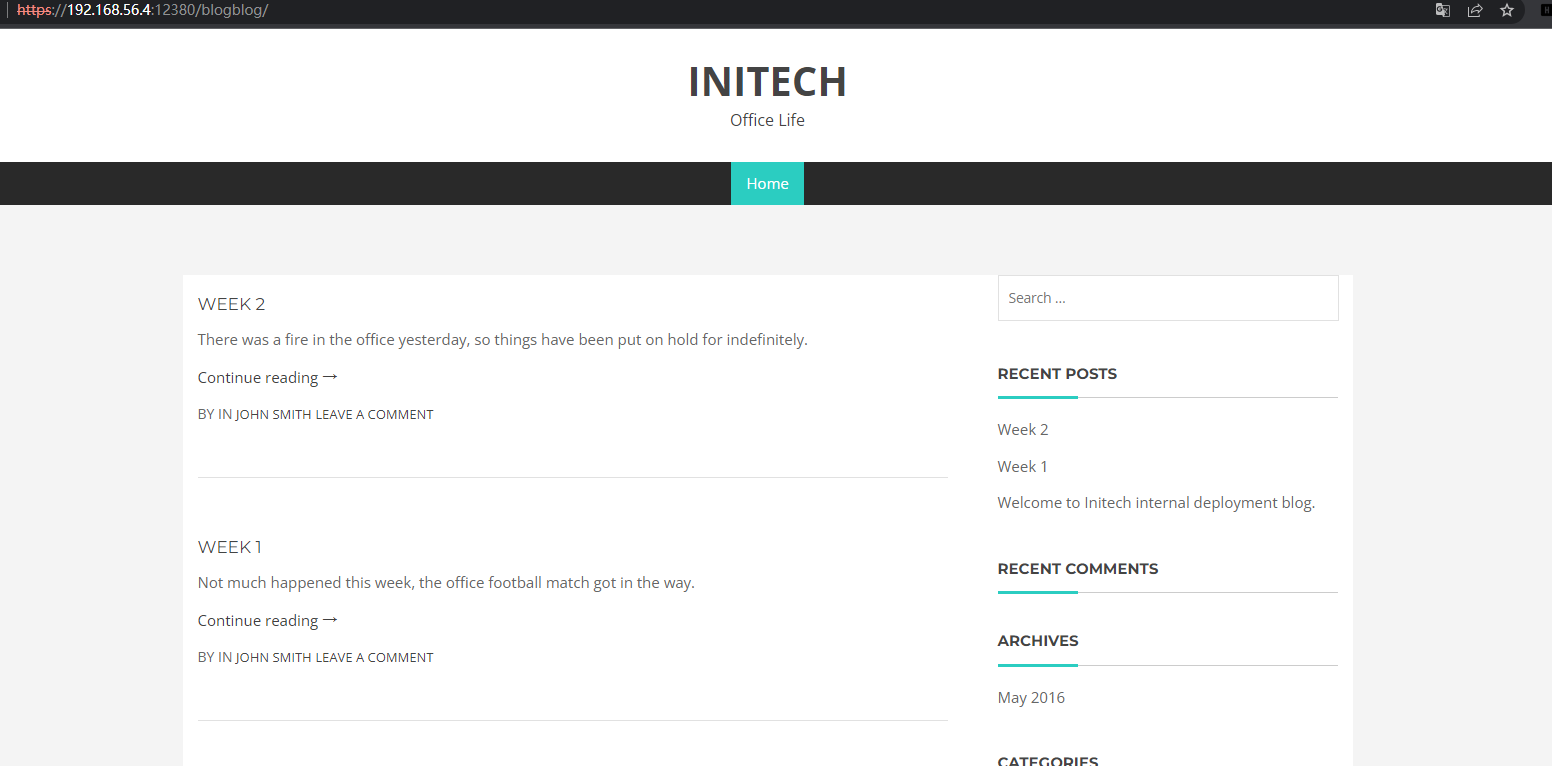 https://192.168.56.4:12380/blogblog/
INITECH
Office Life
Home
WEEK 2
There was a fire in the office yesterday, so things have been put on hold for indefinitely.
Continue reading →
BY IN JOHN SMITH LEAVE A COMMENT
WEEK 1
Not much happened this week, the office football match got in the way.
Continue reading →
BY IN JOHN SMITH LEAVE A COMMENT
Search ...
RECENT POSTS
Week 2
Week 1
Welcome to Initech internal deployment blog.
RECENT COMMENTS
ARCHIVES
May 2016
CATEGORIES